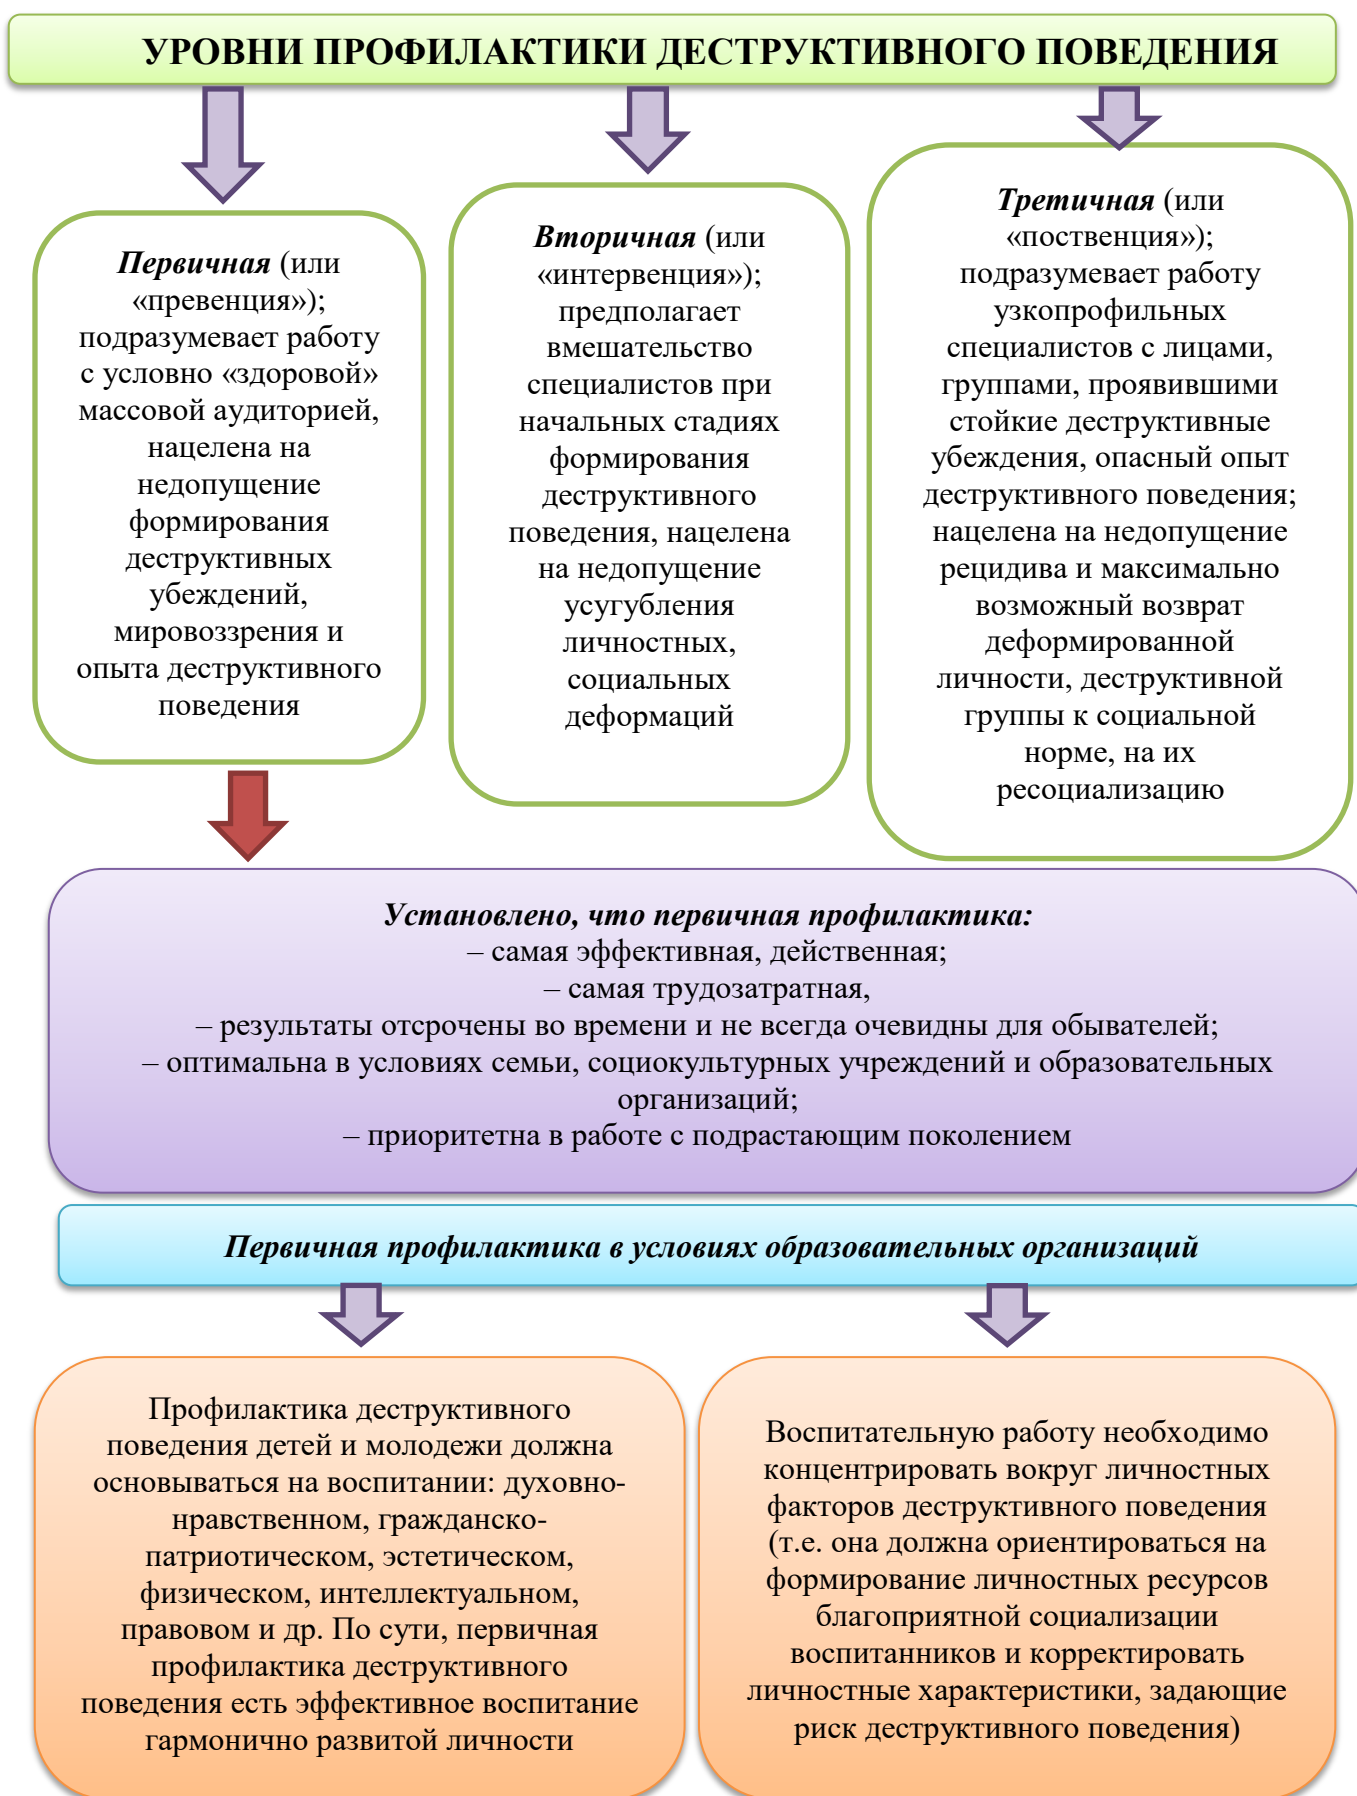 УРОВНИ ПРОФИЛАКТИКИ ДЕСТРУКТИВНОГО ПОВЕДЕНИЯ
Первичная (или
«превенция»);
подразумевает работу
с условно «здоровой»
массовой аудиторией,
нацелена на
недопущение
формирования
деструктивных
убеждений,
мировоззрения и
опыта деструктивного
поведения
Вторичная (или
«интервенция»);
предполагает
вмешательство
специалистов при
начальных стадиях
формирования
деструктивного
поведения, нацелена
на недопущение
усугубления
личностных,
социальных
деформаций
Третичная (или
«поственция»);
подразумевает работу
узкопрофильных
специалистов с лицами,
группами, проявившими
стойкие деструктивные
убеждения, опасный опыт
деструктивного поведения;
нацелена на недопущение
рецидива и максимально
возможный возврат
деформированной
личности, деструктивной
группы к социальной
норме, на их
ресоциализацию
Установлено, что первичная профилактика:
– самая эффективная, действенная;
– самая трудозатратная,
– результаты отсрочены во времени и не всегда очевидны для обывателей;
– оптимальна в условиях семьи, социокультурных учреждений и образовательных
организаций;
– приоритетна в работе с подрастающим поколением
Первичная профилактика в условиях образовательных организаций
Профилактика деструктивного
поведения детей и молодежи должна
основываться на воспитании: духовно-
нравственном, гражданско-
патриотическом, эстетическом,
физическом, интеллектуальном,
правовом и др. По сути, первичная
профилактика деструктивного
поведения есть эффективное воспитание
гармонично развитой личности
Воспитательную работу необходимо
концентрировать вокруг личностных
факторов деструктивного поведения
(т.е. она должна ориентироваться на
формирование личностных ресурсов
благоприятной социализации
воспитанников и корректировать
личностные характеристики, задающие
риск деструктивного поведения)